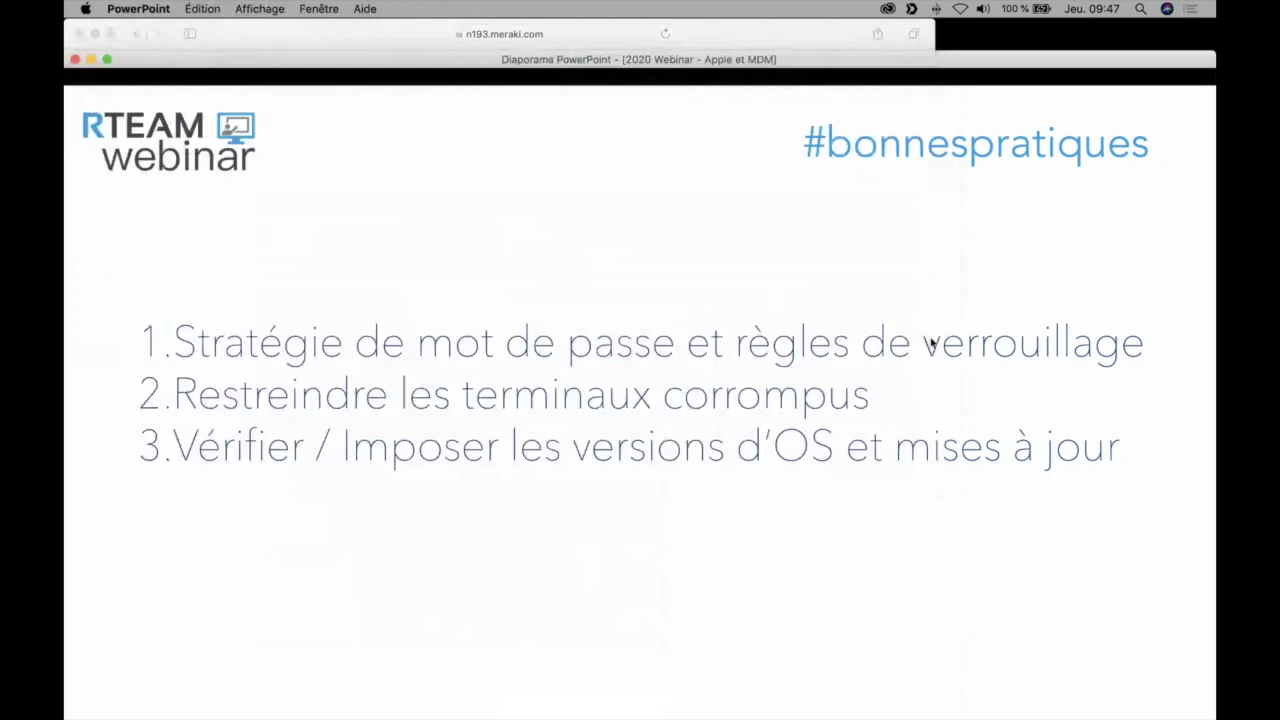 PowerPoint Édition Affichage Fenêtre Aide 100 % Jeu. 09:47
n193.meraki.com
Diaporama PowerPoint - [2020 Webinar - Apple et MDM]
RTEAM
webinar
#bonnespratiques
1.Stratégie de mot de passe et règles de verrouillage
2.Restreindre les terminaux corrompus
3.Vérifier / Imposer les versions d’OS et mises à jour